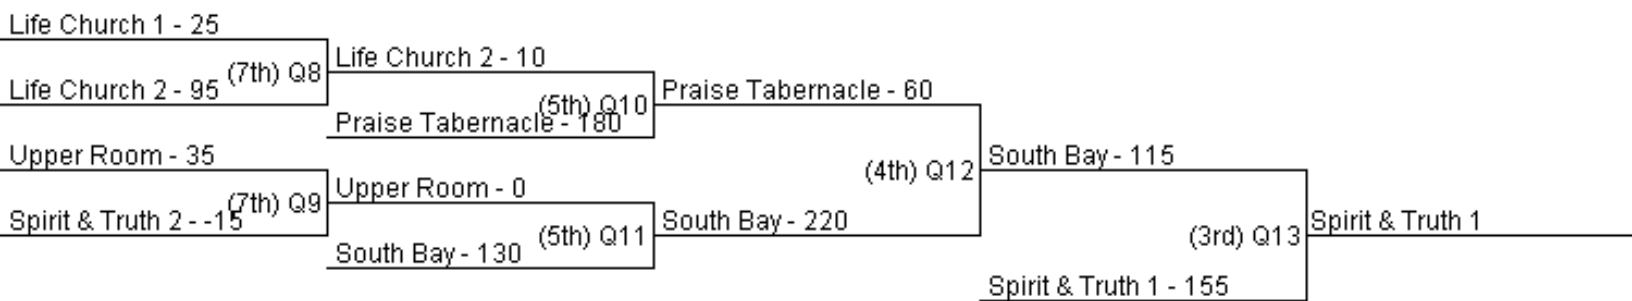 Life Church 1 - 25
(7th) Q8
Life Church 2 - 95
Life Church 2 - 10
(5th) Q10
Praise Tabernacle - 180
Praise Tabernacle - 60
Upper Room - 35
(7th) Q9
Spirit & Truth 2 - -15
Upper Room - 0
(5th) Q11
South Bay - 130
South Bay - 220
(4th) Q12
South Bay - 115
(3rd) Q13
Spirit & Truth 1 - 155
Spirit & Truth 1